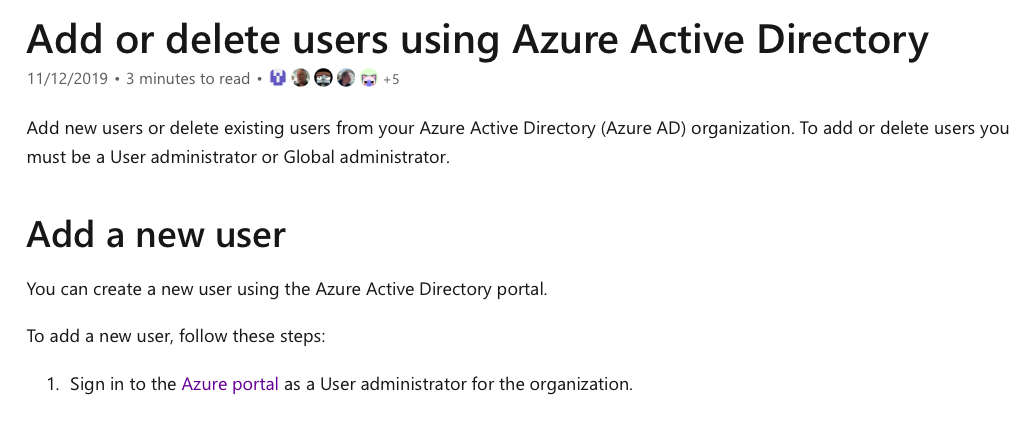 Add or delete users using Azure Active Directory
11/12/2019 • 3 minutes to read • +5
Add new users or delete existing users from your Azure Active Directory (Azure AD) organization. To add or delete users you
must be a User administrator or Global administrator.
Add a new user
You can create a new user using the Azure Active Directory portal.
To add a new user, follow these steps:
1. Sign in to the Azure portal as a User administrator for the organization.